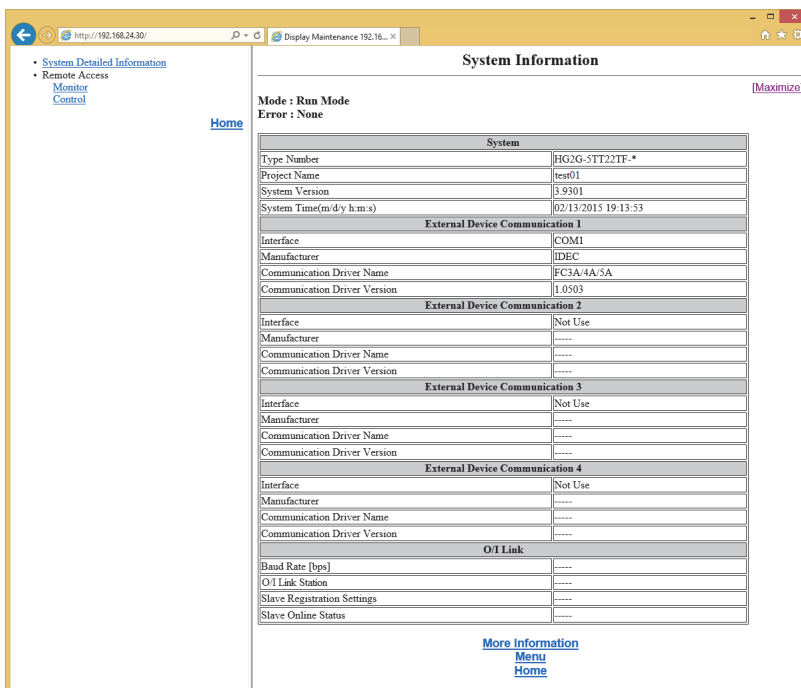 http://192.168.24.30/
Display Maintenance 192.16...
System Detailed Information
Remote Access
Monitor
Control
Home
System Information
[Maximize]
Mode : Run Mode
Error : None
System
Type Number HG2G-5TT22TF-*
Project Name test01
System Version 3.9301
System Time(m/d/y h:m:s) 02/13/2015 19:13:53
External Device Communication 1
Interface COM1
Manufacturer IDEC
Communication Driver Name FC3A/4A/5A
Communication Driver Version 1.0503
External Device Communication 2
Interface Not Use
Manufacturer -----
Communication Driver Name -----
Communication Driver Version -----
External Device Communication 3
Interface Not Use
Manufacturer -----
Communication Driver Name -----
Communication Driver Version -----
External Device Communication 4
Interface Not Use
Manufacturer -----
Communication Driver Name -----
Communication Driver Version -----
O/I Link
Baud Rate [bps] -----
O/I Link Station -----
Slave Registration Settings -----
Slave Online Status -----
More Information
Menu
Home